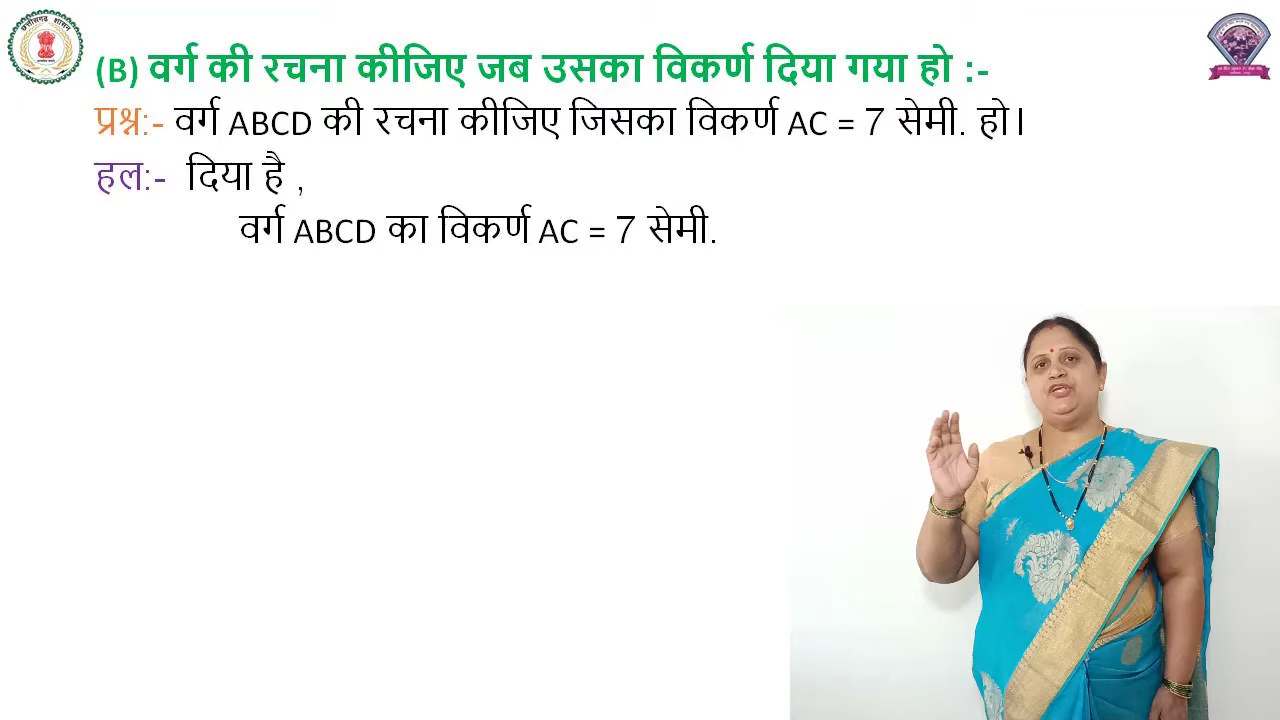 (B) वर्ग की रचना कीजिए जब उसका विकर्ण दिया गया हो :-
प्रश्न:- वर्ग ABCD की रचना कीजिए जिसका विकर्ण AC = 7 सेमी. हो।
हल:- दिया है ,
वर्ग ABCD का विकर्ण AC = 7 सेमी.